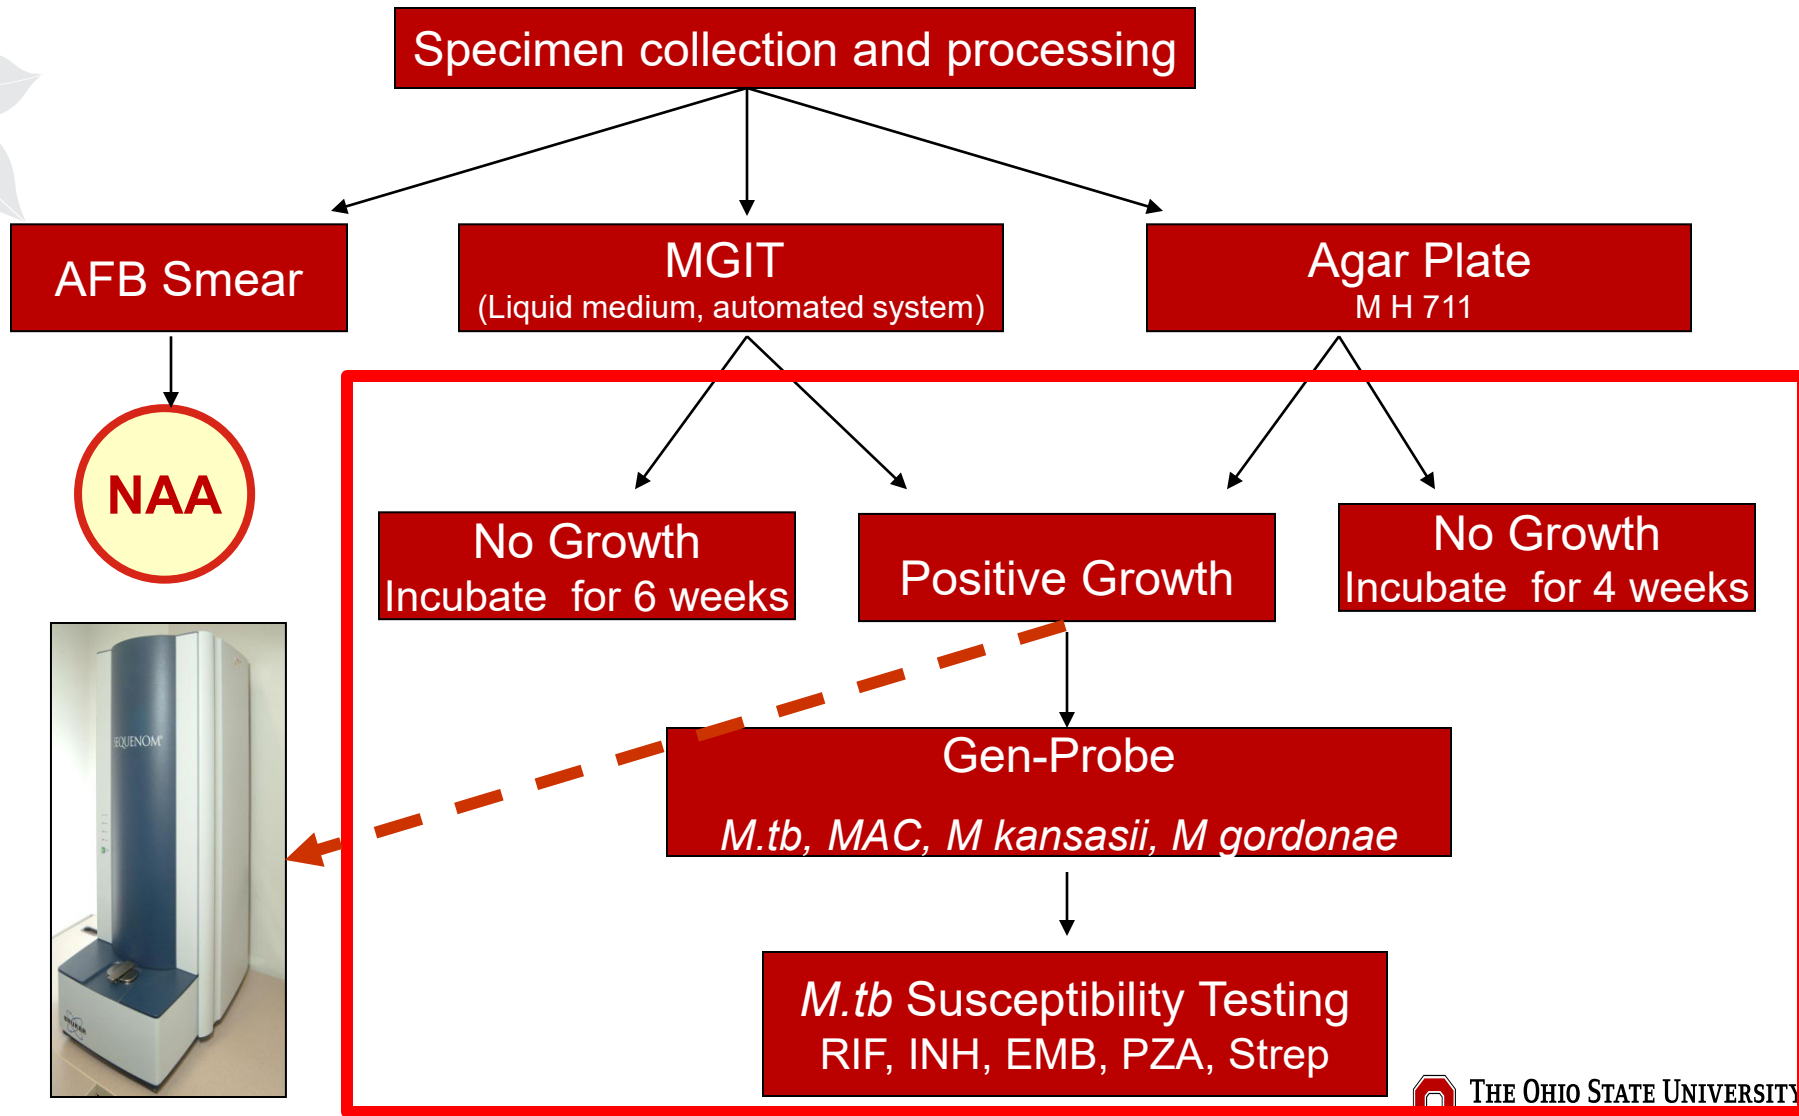 Specimen collection and processing
AFB Smear
MGIT
(Liquid medium, automated system)
Agar Plate
M H 711
NAA
No Growth
Incubate for 6 weeks
Positive Growth
No Growth
Incubate for 4 weeks
SEQUENOM®
Gen-Probe
M.tb, MAC, M kansasii, M gordonae
BRUKER
M.tb Susceptibility Testing
RIF, INH, EMB, PZA, Strep
THE OHIO STATE UNIVERSITY